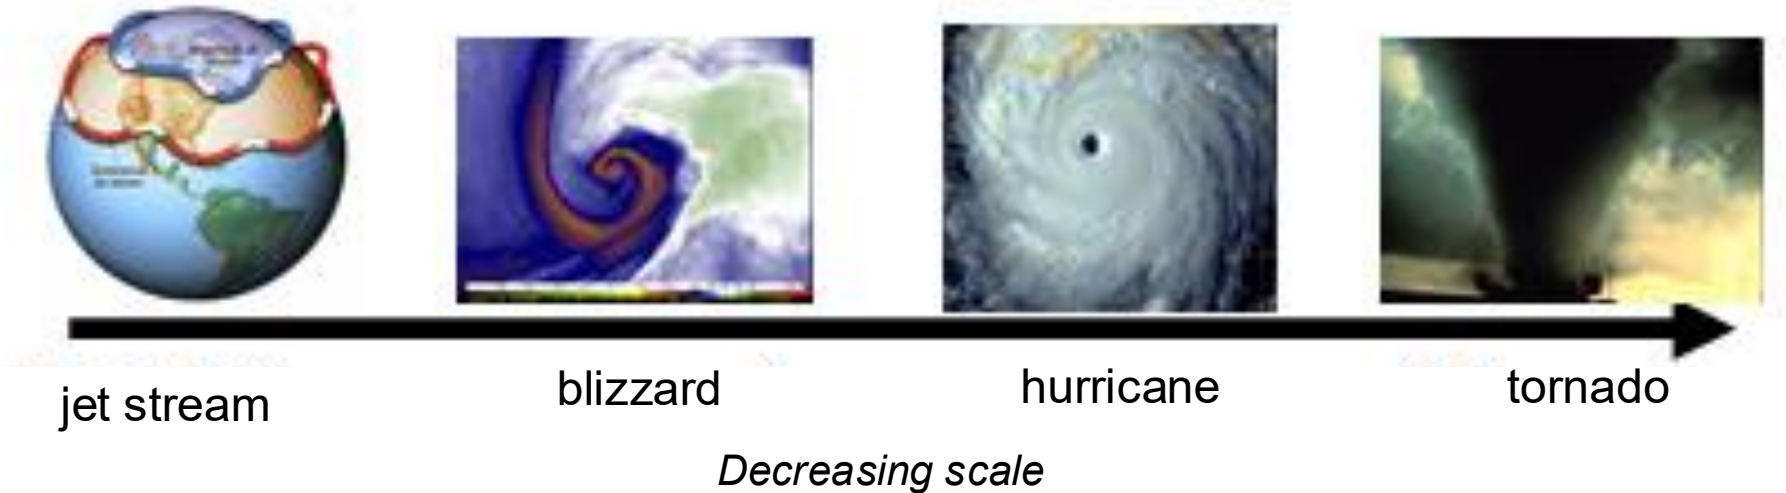 jet stream
blizzard
hurricane
tornado
Decreasing scale